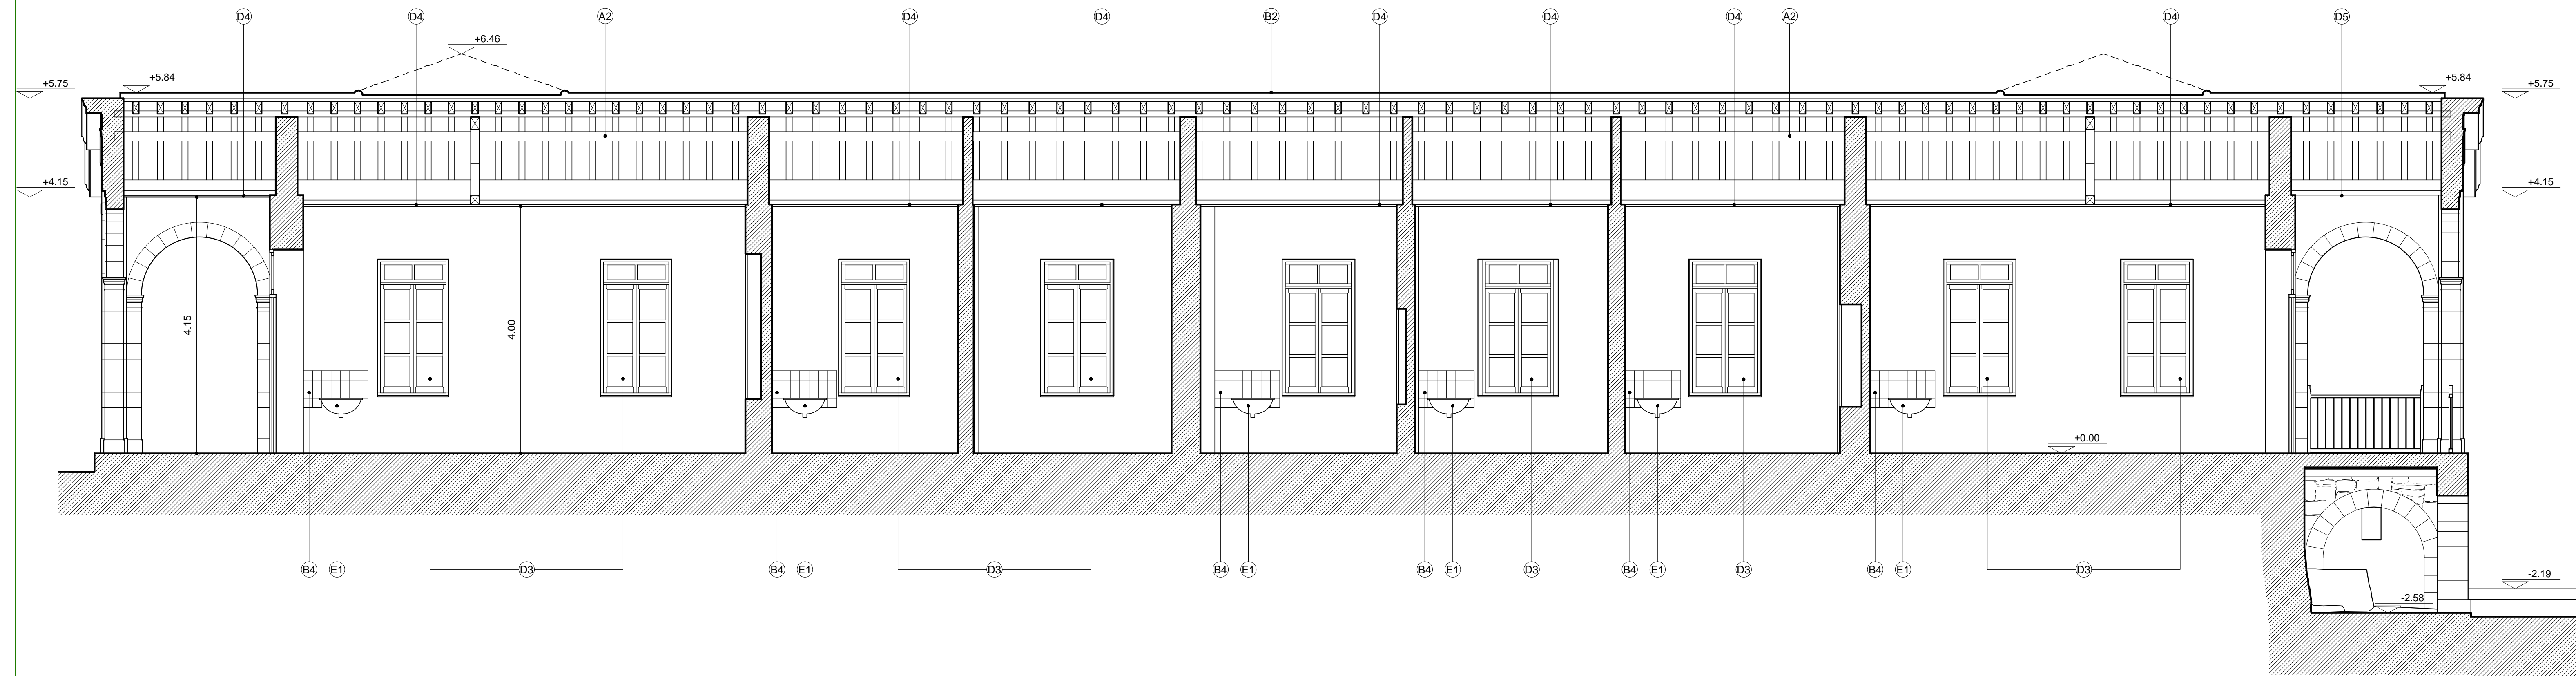 D4 D4 A2 D4 D4 B2 D4 D4 D4 A2 D4 D5
+6.46
+5.75 +5.84 +5.84 +5.75
+4.15 +4.15
4.15 4.00
±0.00
B4 E1 D3 B4 E1 D3 B4 E1 B4 E1 D3 B4 E1 D3 B4 E1 D3
-2.19
-2.58